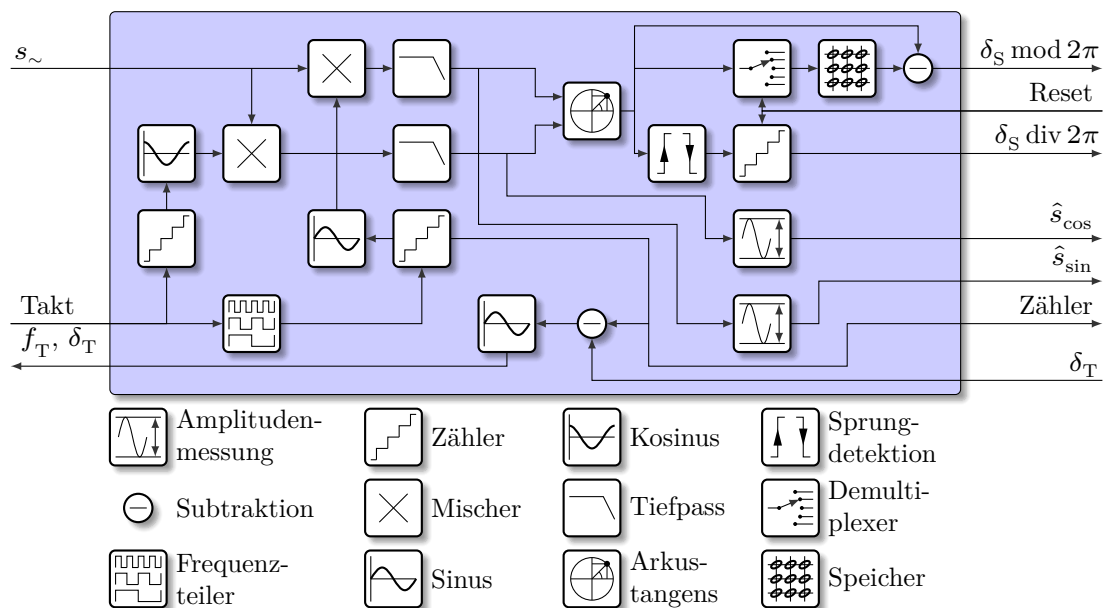 s~
δS mod 2π
Reset
δS div 2π
ŝcos
ŝsin
Takt
Zähler
fT, δT
δT
Amplituden-
messung
Zähler
Kosinus
Sprung-
detektion
Subtraktion
Mischer
Tiefpass
Demulti-
plexer
Frequenz-
teiler
Sinus
Arkus-
tangens
Speicher